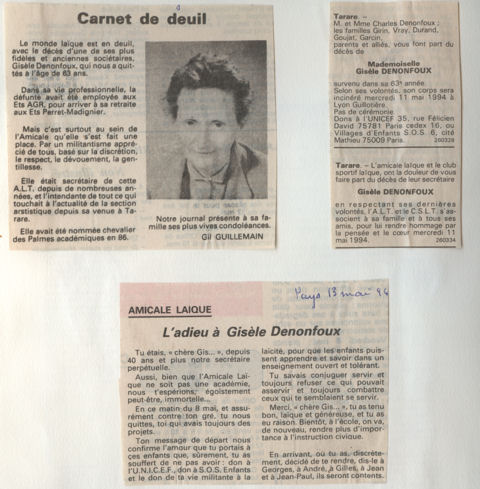 Carnet de deuil
Le monde laïque est en deuil,
avec le décès d'une de ses plus
fidèles et anciennes sociétaires,
Gisèle Denonfoux, qui nous a quit-
tés à l'âge de 63 ans.
Dans sa vie professionnelle, la
défunte avait été employée aux
Ets AGR, pour arriver à sa retraite
aux Ets Perret-Madignier.
Mais c'est surtout au sein de
l'Amicale qu'elle s'est fait une
place. Par un militantisme appré-
cié de tous, basé sur la discrétion,
le respect, le dévouement, la gen-
tillesse.
Elle était secrétaire de cette
A.L.T. depuis de nombreuses an-
nées, et l'intendante de tout ce qui
touchait à l'actualité de la section
arstistique depuis sa venue à Ta-
rare.
Elle avait été nommée chevalier
des Palmes académiques en 86.
Notre journal présente à sa fa-
mille ses plus vives condoléances.
Gil GUILLEMAIN
Tarare. –
M. et Mme Charles Denonfoux ;
les familles Girin, Vray, Durand,
Goujat, Garcin,
parents et alliés, vous font part du
décès de
Mademoiselle
Gisèle DENONFOUX
survenu dans sa 63e année.
Selon ses volontés, son corps sera
incinéré mercredi 11 mai 1994 à
Lyon Guillotière.
Pas de cérémonie
Dons à l'UNICEF 35, rue Félicien
David 75781 Paris cedex 16, ou
Villages d'Enfants S.O.S. 6, cité
Mathieu 75009 Paris.
260328
Tarare. – L'amicale laïque et le club
sportif laïque, ont la douleur de vous
faire part du décès de leur secrétaire
Gisèle DENONFOUX
en respectant ses dernières
volontés, l'A.L.T. et le C.S.L.T. s'as-
socient à sa famille et à tous ses
amis, pour lui rendre hommage par
la pensée et le cœur mercredi 11
mai 1994.
260334
Pays 13 mai 94
AMICALE LAIQUE
L'adieu à Gisèle Denonfoux
Tu étais, « chère Gis... », depuis
40 ans et plus notre secrétaire
perpétuelle.
Aussi, bien que l'Amicale Laï-
que ne soit pas une académie,
nous t'espérions, égoistement
peut-être, immortelle...
En ce matin du 8 mai, et assu-
rément contre ton gré, tu nous
quittes, toi qui avais toujours des
projets...
Ton message de départ nous
confirme l'amour que tu portais à
ces enfants que, sûrement, tu as
souffert de ne pas avoir : don à
l'U.N.I.C.E.F., don à S.O.S. Enfants
et le don de ta vie militante à la
laïcité, pour que les enfants puis-
sent apprendre et savoir dans un
enseignement ouvert et tolérant.
Tu savais conjuguer servir et
toujours refuser ce qui pouvait
asservir et toujours combattre
ceux qui te semblaient se servir.
Merci, « chère Gis... », tu as tenu
bon, laïque et généreuse, et tu as
eu raison. Bientôt, à l'école, on va,
de nouveau, rendre plus d'impor-
tance à l'instruction civique.
En arrivant, où tu as, discrète-
ment, décidé de te rendre, dis-le à
Georges, à André, à Gilles, à Jean
et à Jean-Paul, ils seront contents.